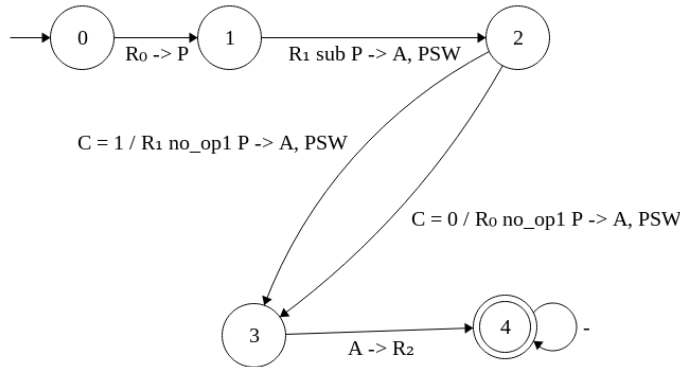 0
1
2
R₀ -> P
R₁ sub P -> A, PSW
C = 1 / R₁ no_op1 P -> A, PSW
C = 0 / R₀ no_op1 P -> A, PSW
3
4
-
A -> R₂